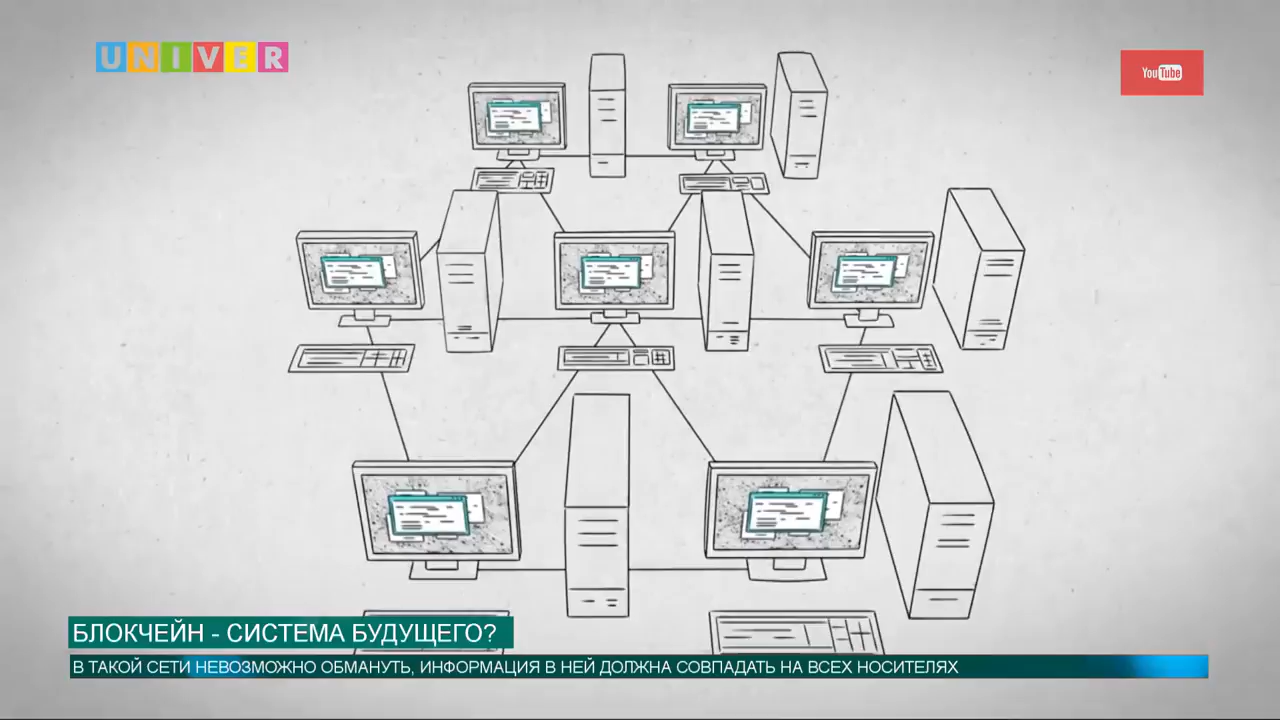 UNIVER
YouTube
БЛОКЧЕЙН - СИСТЕМА БУДУЩЕГО?
В ТАКОЙ СЕТИ НЕВОЗМОЖНО ОБМАНУТЬ, ИНФОРМАЦИЯ В НЕЙ ДОЛЖНА СОВПАДАТЬ НА ВСЕХ НОСИТЕЛЯХ